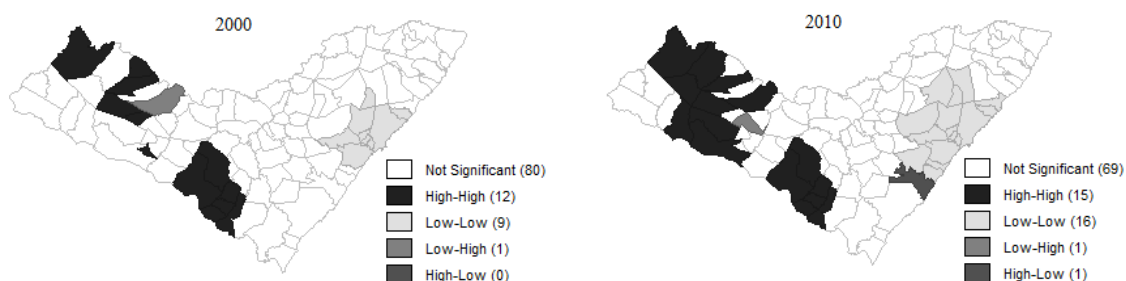 2000
Not Significant (80)
High-High (12)
Low-Low (9)
Low-High (1)
High-Low (0)
2010
Not Significant (69)
High-High (15)
Low-Low (16)
Low-High (1)
High-Low (1)